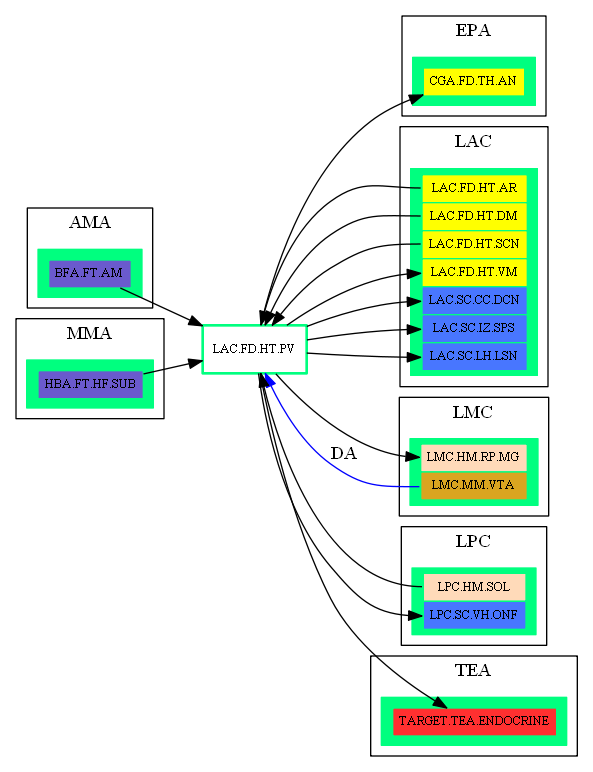 EPA
CGA.FD.TH.AN
LAC
LAC.FD.HT.AR
LAC.FD.HT.DM
LAC.FD.HT.SCN
LAC.FD.HT.VM
LAC.SC.CC.DCN
LAC.SC.IZ.SPS
LAC.SC.LH.LSN
AMA
BFA.FT.AM
MMA
HBA.FT.HF.SUB
LAC.FD.HT.PV
LMC
LMC.HM.RP.MG
LMC.MM.VTA
DA
LPC
LPC.HM.SOL
LPC.SC.VH.ONF
TEA
TARGET.TEA.ENDOCRINE